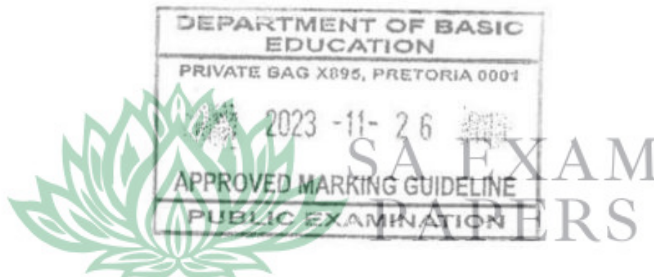 DEPARTMENT OF BASIC
EDUCATION
PRIVATE BAG X895, PRETORIA 0001
2023 -11- 26
APPROVED MARKING GUIDELINE
PUBLIC EXAMINATION
SA EXAM
PAPERS